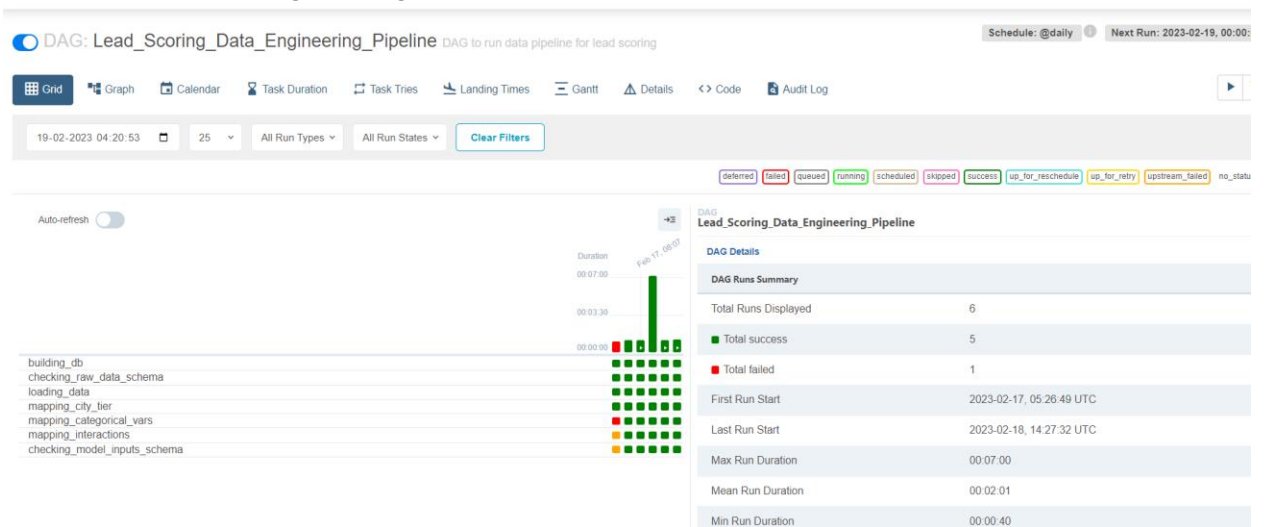 DAG: Lead_Scoring_Data_Engineering_Pipeline DAG to run data pipeline for lead scoring
Schedule: @daily
Next Run: 2023-02-19, 00:00:
Grid Graph Calendar Task Duration Task Tries Landing Times Gantt Details <> Code Audit Log
19-02-2023 04:20:53 25 All Run Types All Run States Clear Filters
deferred failed queued running scheduled skipped success up_for_reschedule up_for_retry upstream_failed no_statu
Auto-refresh
Duration
Feb 17, 08:07
00:07:00
00:03:30
00:00:00
building_db
checking_raw_data_schema
loading_data
mapping_city_tier
mapping_categorical_vars
mapping_interactions
checking_model_inputs_schema
DAG
Lead_Scoring_Data_Engineering_Pipeline
DAG Details
DAG Runs Summary
Total Runs Displayed 6
Total success 5
Total failed 1
First Run Start 2023-02-17, 05:26:49 UTC
Last Run Start 2023-02-18, 14:27:32 UTC
Max Run Duration 00:07:00
Mean Run Duration 00:02:01
Min Run Duration 00:00:40